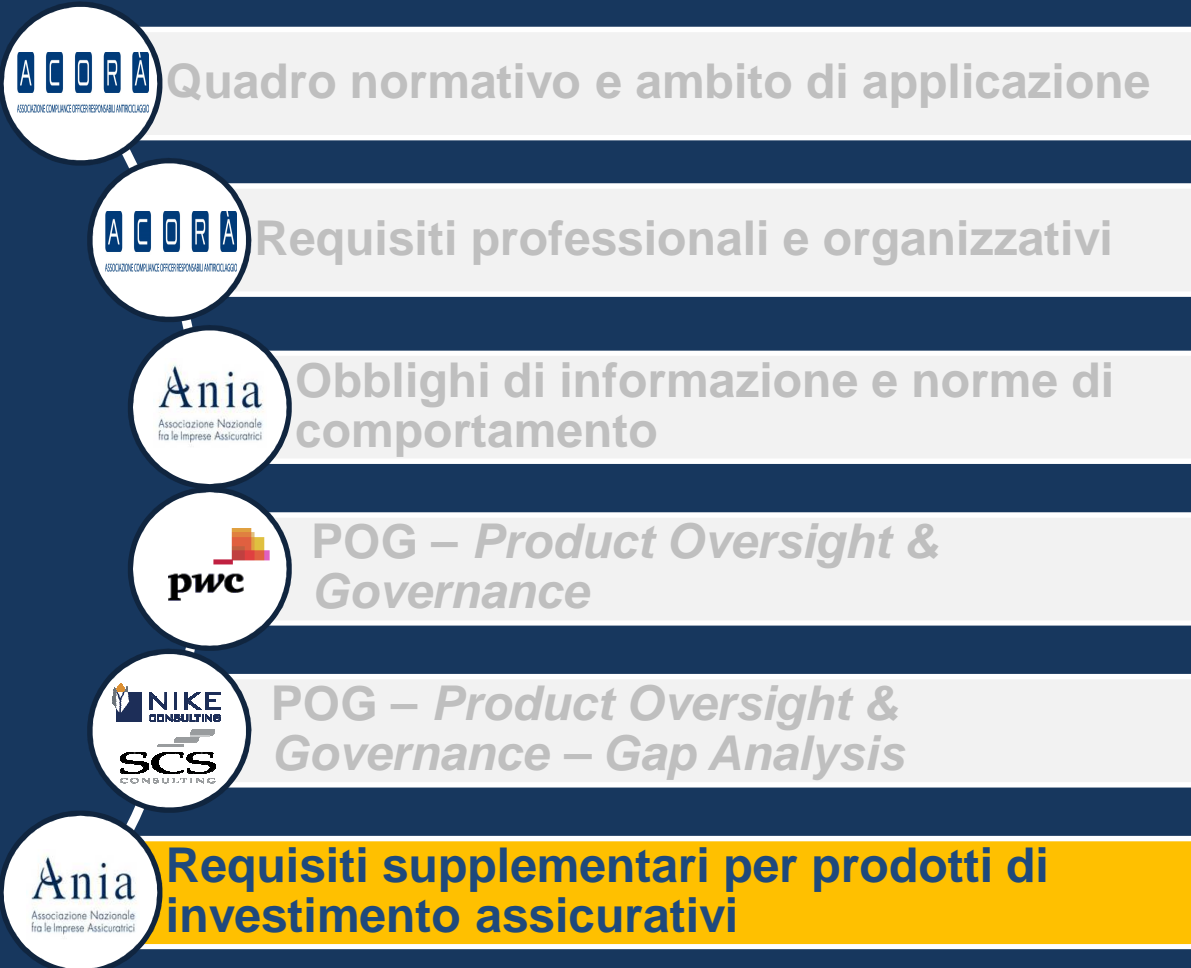 ACORÀ
ASSOCIAZIONE COMPLIANCE OFFICER RESPONSABILI ANTIRICICLAGGIO
Quadro normativo e ambito di applicazione
ACORÀ
ASSOCIAZIONE COMPLIANCE OFFICER RESPONSABILI ANTIRICICLAGGIO
Requisiti professionali e organizzativi
Ania
Associazione Nazionale
fra le Imprese Assicuratrici
Obblighi di informazione e norme di
comportamento
pwc
POG – Product Oversight &
Governance
NIKE
CONSULTING
SCS
CONSULTING
POG – Product Oversight &
Governance – Gap Analysis
Ania
Associazione Nazionale
fra le Imprese Assicuratrici
Requisiti supplementari per prodotti di
investimento assicurativi